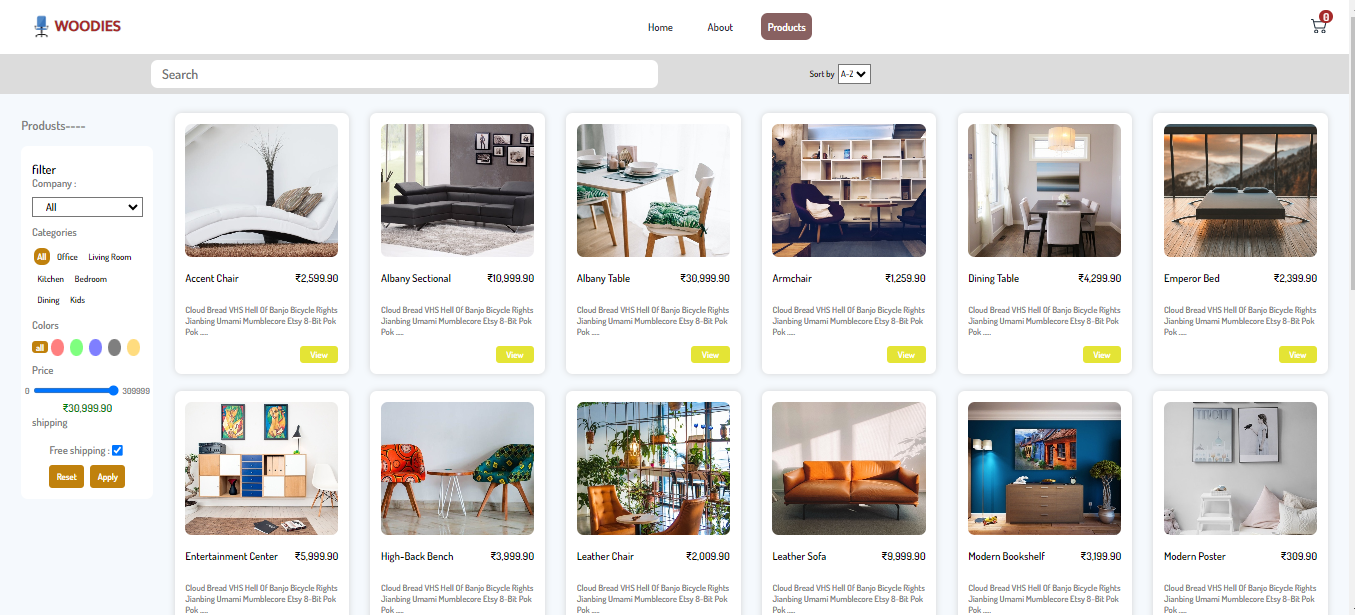 WOODIES
Home About Products
0
Search
Sort by A-Z
Produsts----
filter
Company :
All
Categories
All Office Living Room
Kitchen Bedroom
Dining Kids
Colors
all
Price
0 309999
₹30,999.90
shipping
Free shipping :
Reset Apply
Accent Chair ₹2,599.90
Cloud Bread VHS Hell Of Banjo Bicycle Rights
Jianbing Umami Mumblecore Etsy 8-Bit Pok
Pok .....
View
Albany Sectional ₹10,999.90
Cloud Bread VHS Hell Of Banjo Bicycle Rights
Jianbing Umami Mumblecore Etsy 8-Bit Pok
Pok .....
View
Albany Table ₹30,999.90
Cloud Bread VHS Hell Of Banjo Bicycle Rights
Jianbing Umami Mumblecore Etsy 8-Bit Pok
Pok .....
View
Armchair ₹1,259.90
Cloud Bread VHS Hell Of Banjo Bicycle Rights
Jianbing Umami Mumblecore Etsy 8-Bit Pok
Pok .....
View
Dining Table ₹4,299.90
Cloud Bread VHS Hell Of Banjo Bicycle Rights
Jianbing Umami Mumblecore Etsy 8-Bit Pok
Pok .....
View
Emperor Bed ₹2,399.90
Cloud Bread VHS Hell Of Banjo Bicycle Rights
Jianbing Umami Mumblecore Etsy 8-Bit Pok
Pok .....
View
Entertainment Center ₹5,999.90
Cloud Bread VHS Hell Of Banjo Bicycle Rights
Jianbing Umami Mumblecore Etsy 8-Bit Pok
Pok .....
High-Back Bench ₹3,999.90
Cloud Bread VHS Hell Of Banjo Bicycle Rights
Jianbing Umami Mumblecore Etsy 8-Bit Pok
Pok .....
Leather Chair ₹2,009.90
Cloud Bread VHS Hell Of Banjo Bicycle Rights
Jianbing Umami Mumblecore Etsy 8-Bit Pok
Pok .....
Leather Sofa ₹9,999.90
Cloud Bread VHS Hell Of Banjo Bicycle Rights
Jianbing Umami Mumblecore Etsy 8-Bit Pok
Pok .....
Modern Bookshelf ₹3,199.90
Cloud Bread VHS Hell Of Banjo Bicycle Rights
Jianbing Umami Mumblecore Etsy 8-Bit Pok
Pok .....
Modern Poster ₹309.90
Cloud Bread VHS Hell Of Banjo Bicycle Rights
Jianbing Umami Mumblecore Etsy 8-Bit Pok
Pok .....